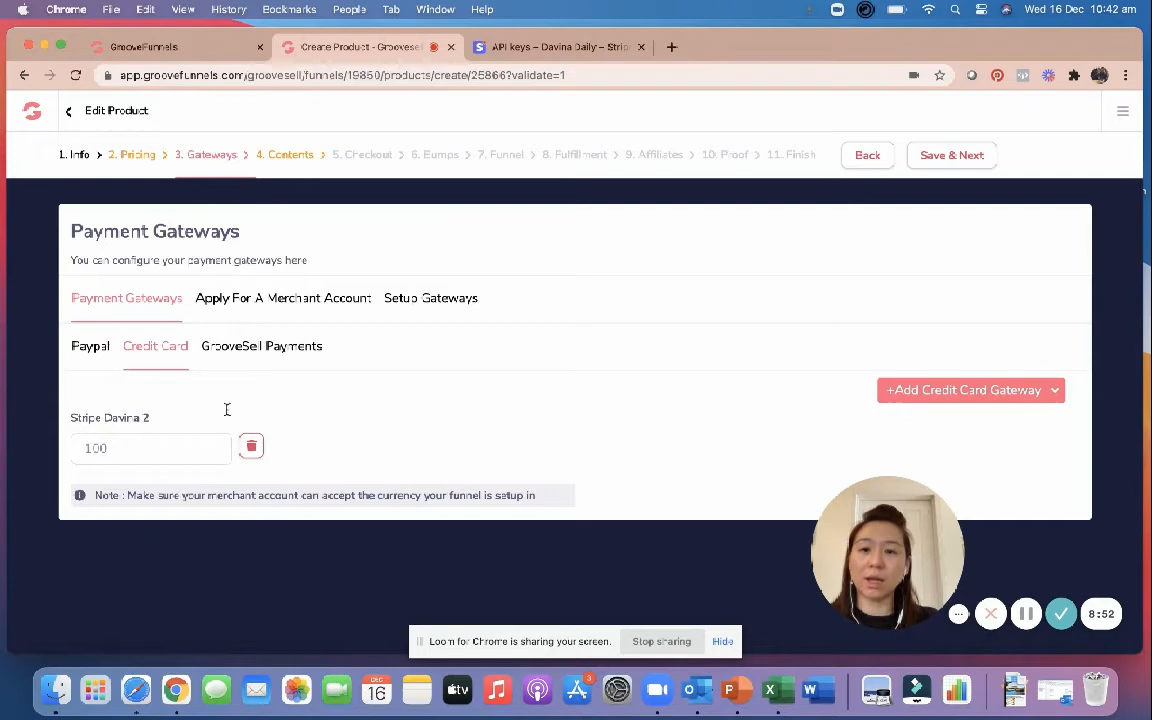 Chrome File Edit View History Bookmarks People Tab Window Help Wed 16 Dec 10:42 am
GrooveFunnels × Create Product - Groovesel × API keys – Davina Daily – Strip × +
app.groovefunnels.com/groovesell/funnels/19850/products/create/25866?validate=1
Edit Product
1. Info > 2. Pricing > 3. Gateways > 4. Contents > 5. Checkout > 6. Bumps > 7. Funnel > 8. Fulfillment > 9. Affiliates > 10. Proof > 11. Finish Back Save & Next
Payment Gateways
You can configure your payment gateways here
Payment Gateways Apply For A Merchant Account Setup Gateways
Paypal Credit Card GrooveSell Payments
+Add Credit Card Gateway
Stripe Davina 2
100
Note : Make sure your merchant account can accept the currency your funnel is setup in
8:52
Loom for Chrome is sharing your screen. Stop sharing Hide
3
DEC
16
tv
P X W